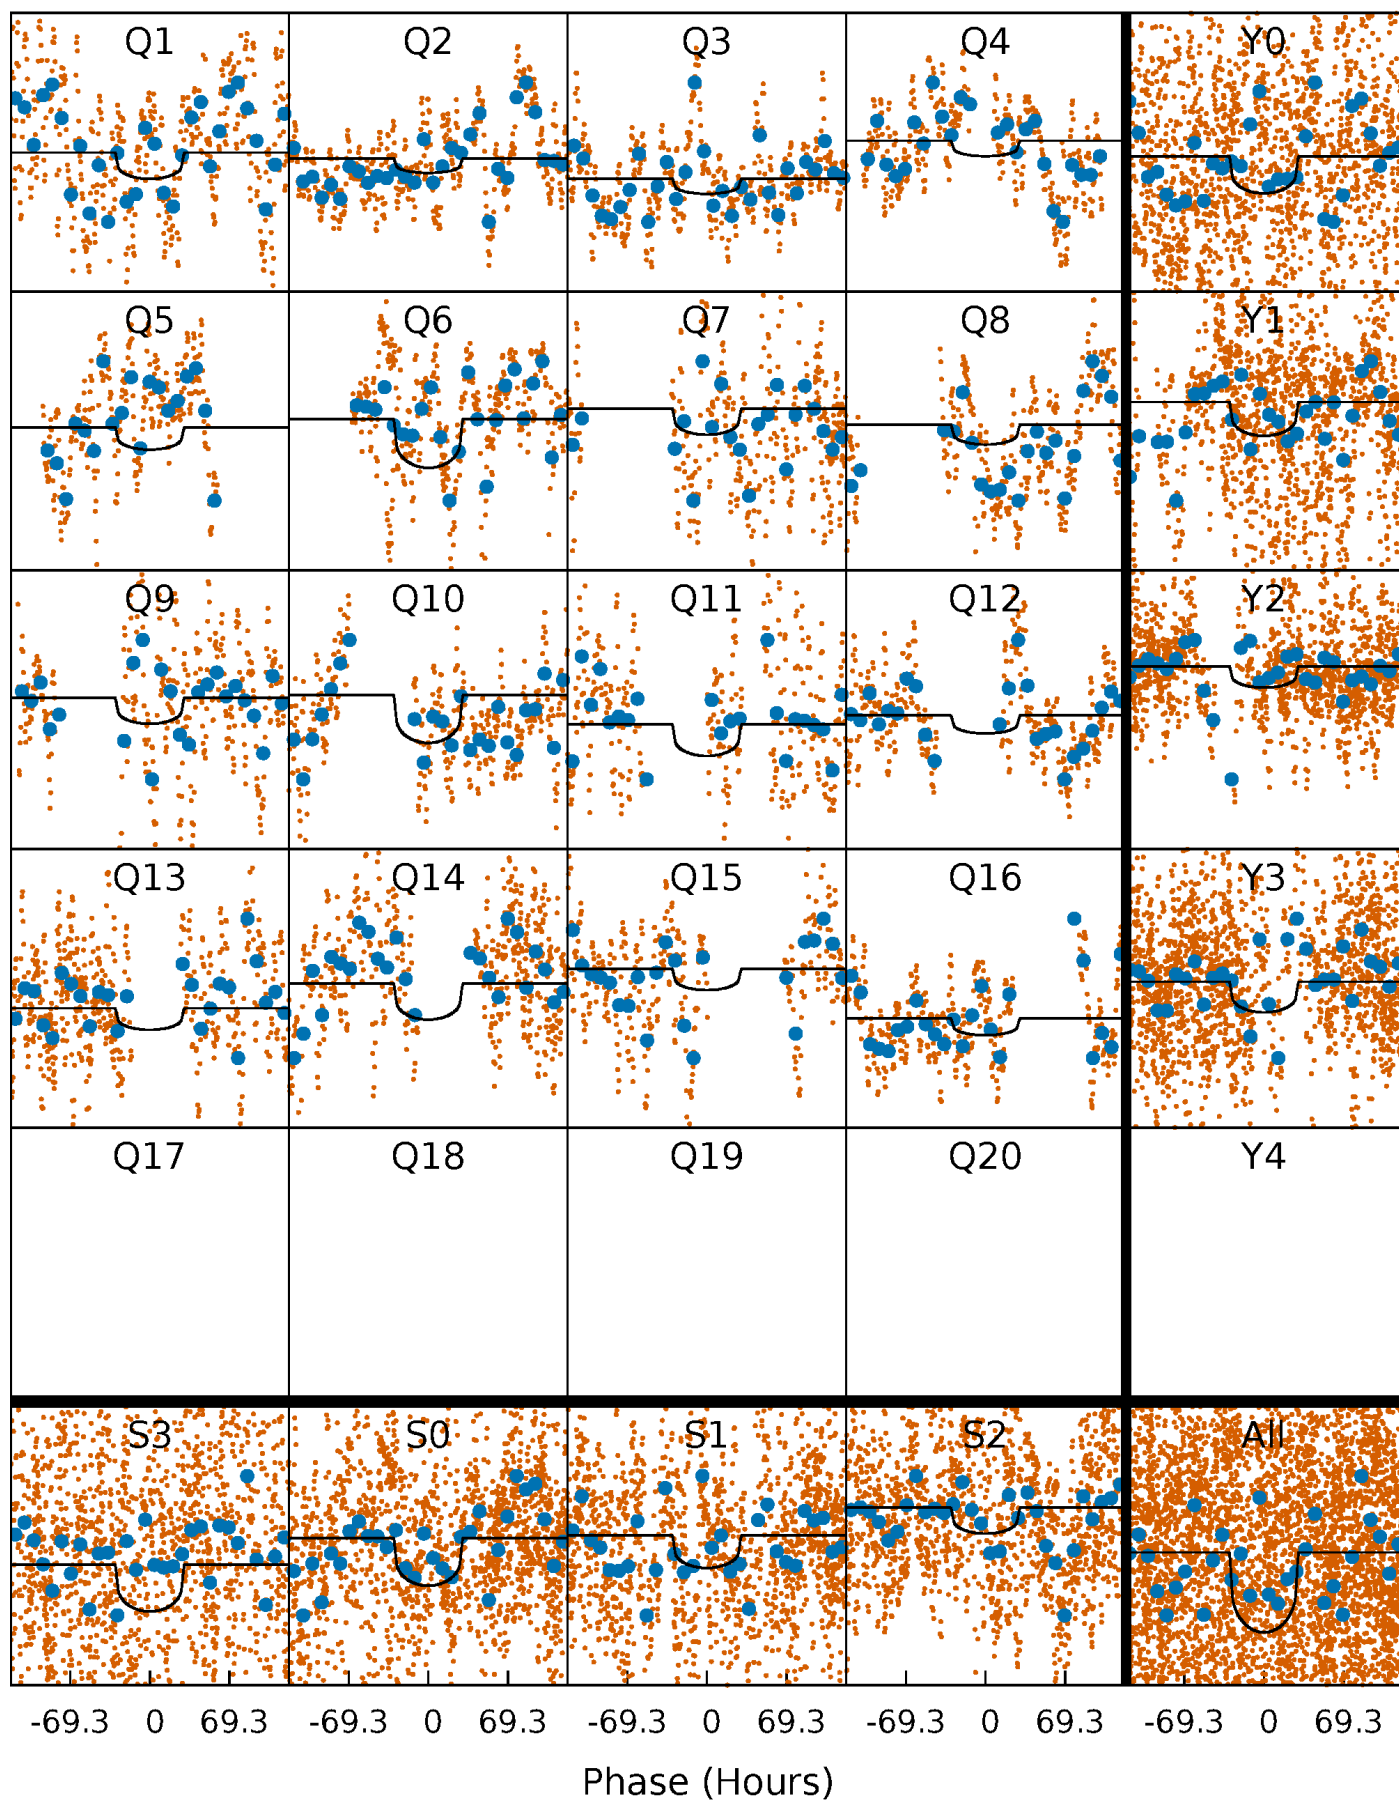 Q1 Q2 Q3 Q4 Y0
Q5 Q6 Q7 Q8 Y1
Q9 Q10 Q11 Q12 Y2
Q13 Q14 Q15 Q16 Y3
Q17 Q18 Q19 Q20 Y4
S3 S0 S1 S2 All
-69.3 0 69.3 -69.3 0 69.3 -69.3 0 69.3 -69.3 0 69.3 -69.3 0 69.3
Phase (Hours)